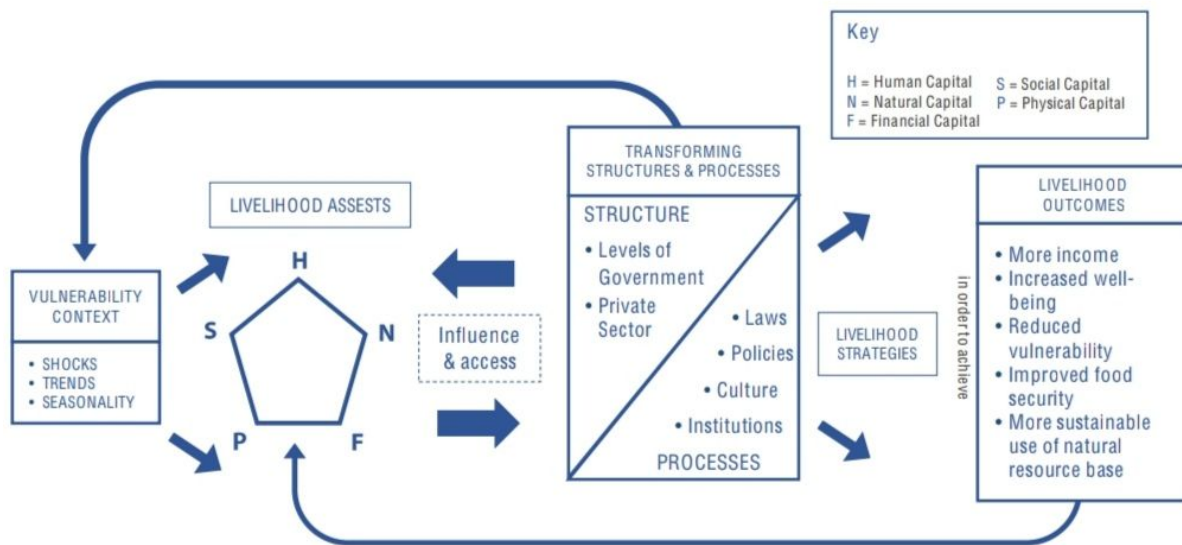 Key
H = Human Capital
S = Social Capital
N = Natural Capital
P = Physical Capital
F = Financial Capital
VULNERABILITY
CONTEXT
• SHOCKS
• TRENDS
• SEASONALITY
LIVELIHOOD ASSESTS
H
S
N
P
F
Influence
& access
TRANSFORMING
STRUCTURES & PROCESSES
STRUCTURE
• Levels of
Government
• Private
Sector
• Laws
• Policies
• Culture
• Institutions
PROCESSES
LIVELIHOOD
STRATEGIES
in order to achieve
LIVELIHOOD
OUTCOMES
• More income
• Increased well-
being
• Reduced
vulnerability
• Improved food
security
• More sustainable
use of natural
resource base